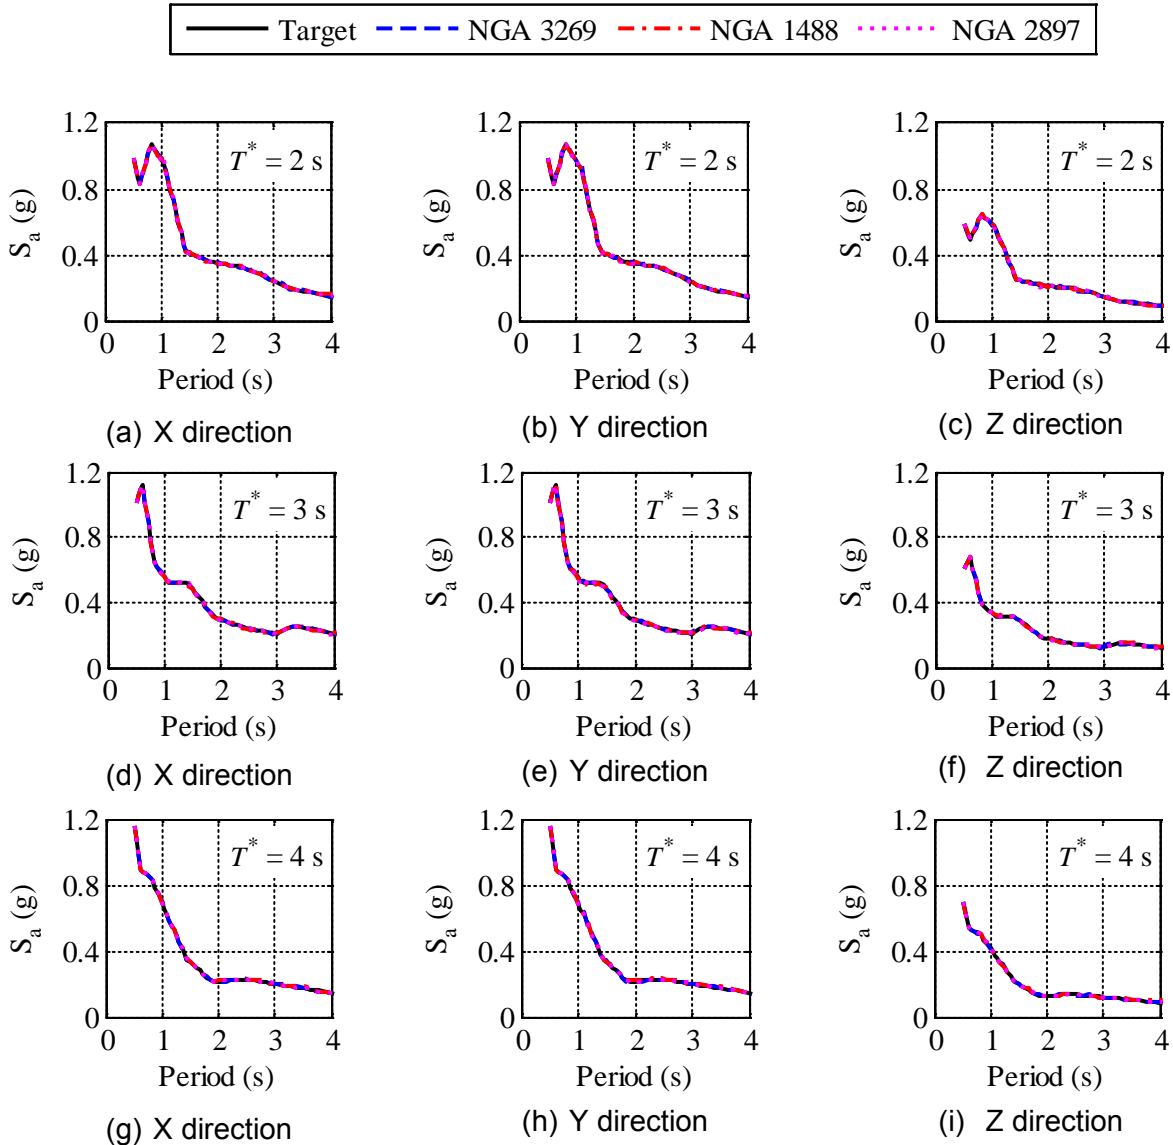 Target NGA 3269 NGA 1488 NGA 2897
1.2 0.8 0.4 0
S_a (g)
T* = 2 s
0 1 2 3 4
Period (s)
(a) X direction
1.2 0.8 0.4 0
S_a (g)
T* = 2 s
0 1 2 3 4
Period (s)
(b) Y direction
1.2 0.8 0.4 0
S_a (g)
T* = 2 s
0 1 2 3 4
Period (s)
(c) Z direction
1.2 0.8 0.4 0
S_a (g)
T* = 3 s
0 1 2 3 4
Period (s)
(d) X direction
1.2 0.8 0.4 0
S_a (g)
T* = 3 s
0 1 2 3 4
Period (s)
(e) Y direction
1.2 0.8 0.4 0
S_a (g)
T* = 3 s
0 1 2 3 4
Period (s)
(f) Z direction
1.2 0.8 0.4 0
S_a (g)
T* = 4 s
0 1 2 3 4
Period (s)
(g) X direction
1.2 0.8 0.4 0
S_a (g)
T* = 4 s
0 1 2 3 4
Period (s)
(h) Y direction
1.2 0.8 0.4 0
S_a (g)
T* = 4 s
0 1 2 3 4
Period (s)
(i) Z direction